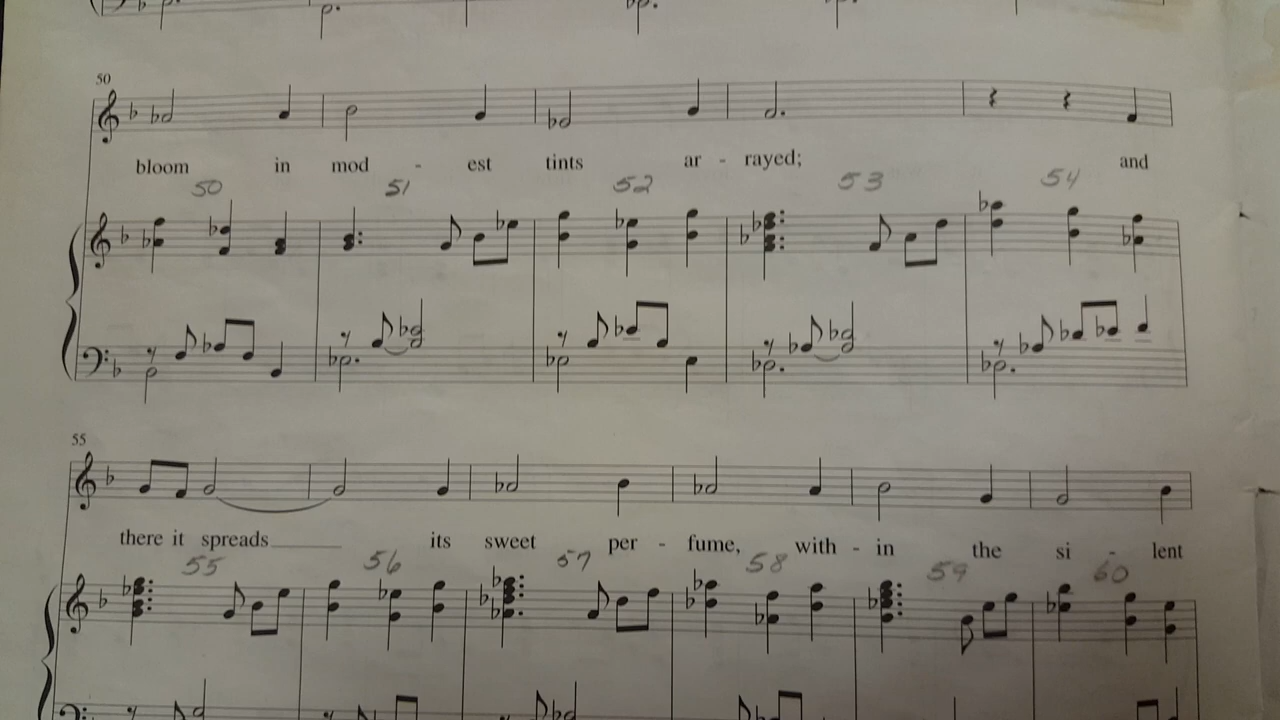 50
bloom in mod - est tints ar - rayed; and
50 51 52 53 54
55
there it spreads its sweet per - fume, with - in the si - lent
55 56 57 58 59 60